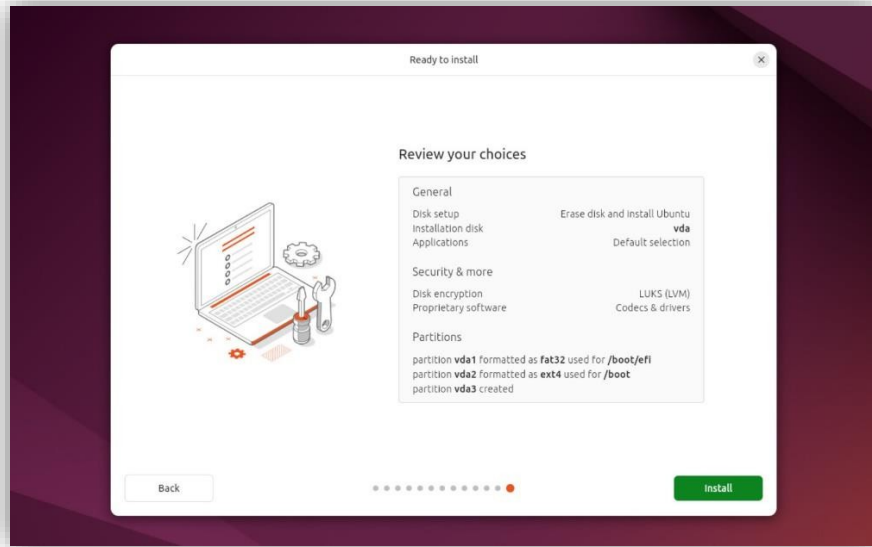 Ready to install
Review your choices
General
Disk setup Erase disk and install Ubuntu
Installation disk vda
Applications Default selection
Security & more
Disk encryption LUKS (LVM)
Proprietary software Codecs & drivers
Partitions
partition vda1 formatted as fat32 used for /boot/efi
partition vda2 formatted as ext4 used for /boot
partition vda3 created
Back Install